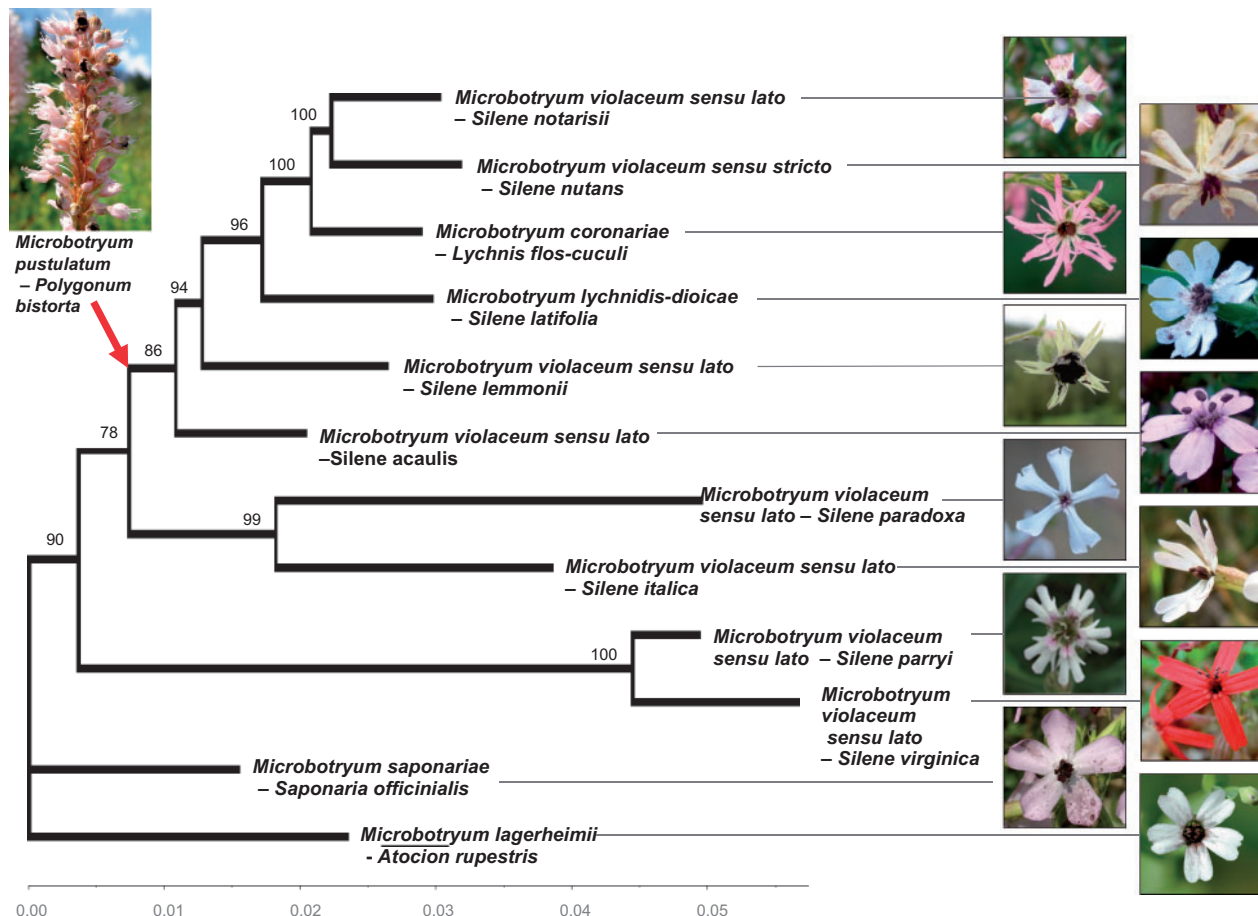 Microbotryum
pustulatum
– Polygonum
bistorta
Microbotryum violaceum sensu lato
– Silene notarisii
100
Microbotryum violaceum sensu stricto
– Silene nutans
100
Microbotryum coronariae
– Lychnis flos-cuculi
96
Microbotryum lychnidis-dioicae
– Silene latifolia
94
Microbotryum violaceum sensu lato
– Silene lemmonii
86
Microbotryum violaceum sensu lato
–Silene acaulis
78
Microbotryum violaceum
sensu lato – Silene paradoxa
99
Microbotryum violaceum sensu lato
– Silene italica
90
Microbotryum violaceum
sensu lato – Silene parryi
100
Microbotryum
violaceum
sensu lato
– Silene virginica
Microbotryum saponariae
– Saponaria officinialis
Microbotryum lagerheimii
- Atocion rupestris
0.00 0.01 0.02 0.03 0.04 0.05